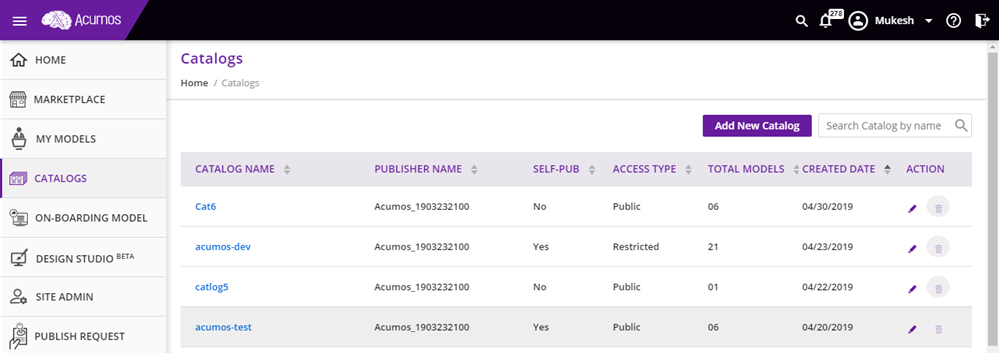 Acumos
278
Mukesh
HOME
MARKETPLACE
MY MODELS
CATALOGS
ON-BOARDING MODEL
DESIGN STUDIO BETA
SITE ADMIN
PUBLISH REQUEST
Catalogs
Home / Catalogs
Add New Catalog
Search Catalog by name
CATALOG NAME PUBLISHER NAME SELF-PUB ACCESS TYPE TOTAL MODELS CREATED DATE ACTION
Cat6 Acumos_1903232100 No Public 06 04/30/2019
acumos-dev Acumos_1903232100 Yes Restricted 21 04/23/2019
catlog5 Acumos_1903232100 No Public 01 04/22/2019
acumos-test Acumos_1903232100 Yes Public 06 04/20/2019